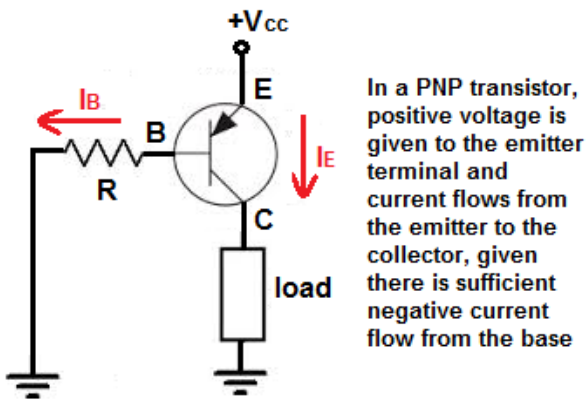 +Vcc
IB
E
B
IE
R
C
load
In a PNP transistor,
positive voltage is
given to the emitter
terminal and
current flows from
the emitter to the
collector, given
there is sufficient
negative current
flow from the base